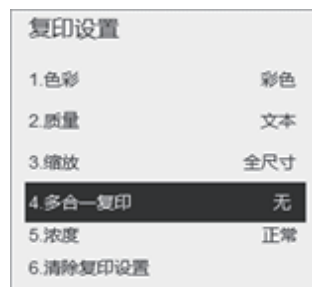 复印设置
1.色彩 彩色
2.质量 文本
3.缩放 全尺寸
4.多合一复印 无
5.浓度 正常
6.清除复印设置